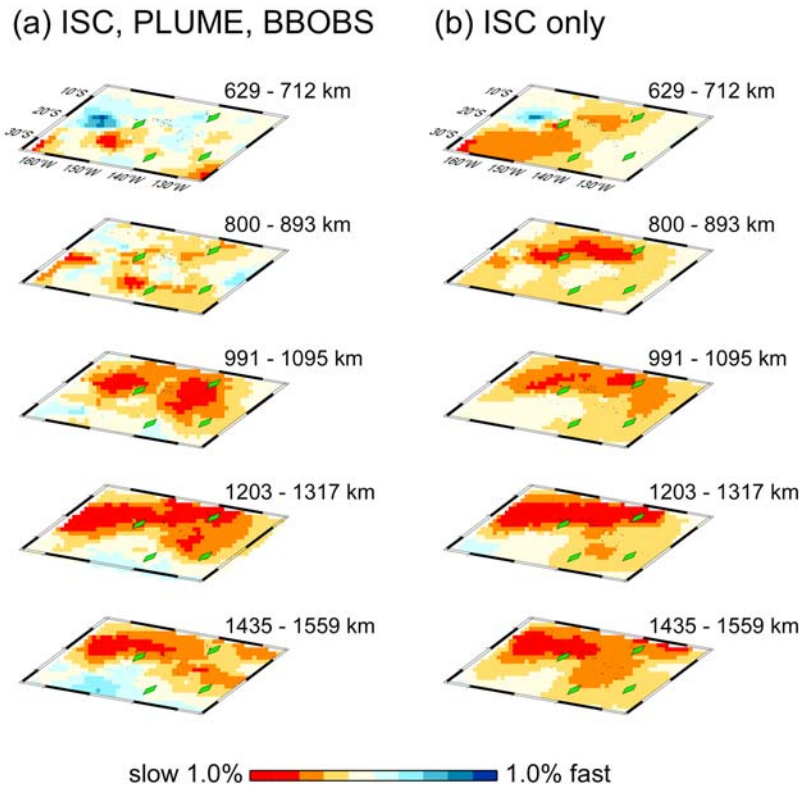 (a) ISC, PLUME, BBOBS
(b) ISC only
629 - 712 km
10°S
20°S
30°S
160°W
150°W
140°W
130°W
629 - 712 km
10°S
20°S
30°S
160°W
150°W
140°W
130°W
800 - 893 km
800 - 893 km
991 - 1095 km
991 - 1095 km
1203 - 1317 km
1203 - 1317 km
1435 - 1559 km
1435 - 1559 km
slow 1.0%
1.0% fast